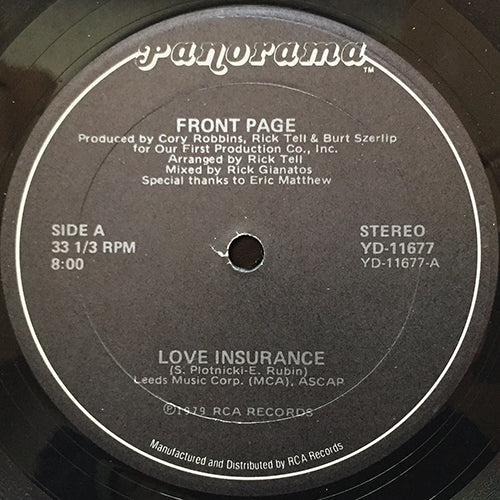 Panorama™
FRONT PAGE
Produced by Cory Robbins, Rick Tell & Burt Szerlip
for Our First Production Co., Inc.
Arranged by Rick Tell
Mixed by Rick Gianatos
Special thanks to Eric Matthew
SIDE A
33 1/3 RPM
8:00
STEREO
YD-11677
YD-11677-A
LOVE INSURANCE
(S. Plotnicki-E. Rubin)
Leeds Music Corp. (MCA), ASCAP
Ⓟ1979 RCA RECORDS
Manufactured and Distributed by RCA Records